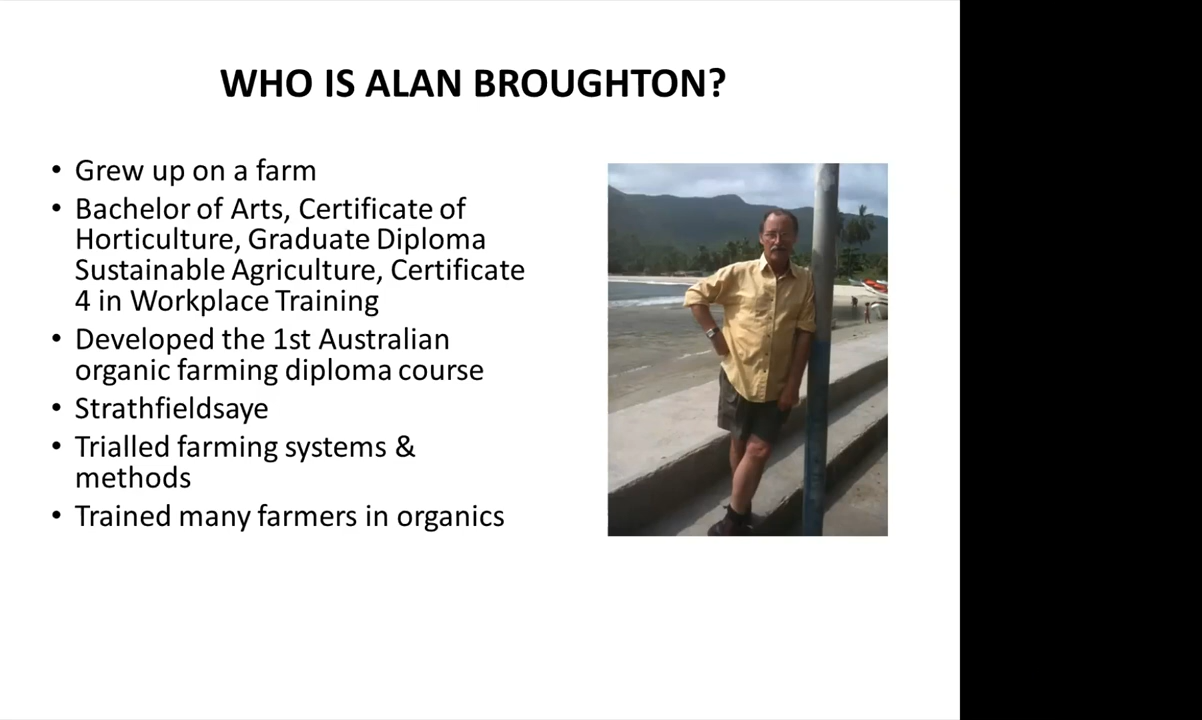 WHO IS ALAN BROUGHTON?
• Grew up on a farm
• Bachelor of Arts, Certificate of
Horticulture, Graduate Diploma
Sustainable Agriculture, Certificate
4 in Workplace Training
• Developed the 1st Australian
organic farming diploma course
• Strathfieldsaye
• Trialled farming systems &
methods
• Trained many farmers in organics